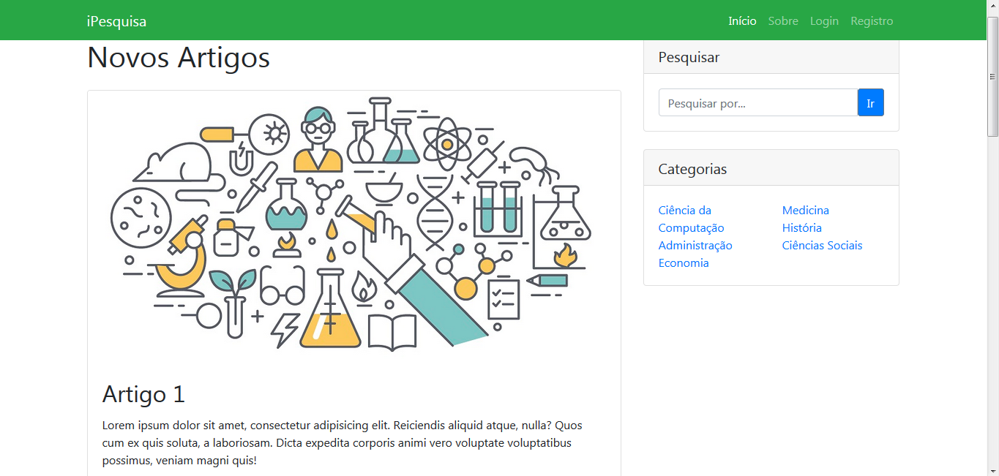 iPesquisa
Início Sobre Login Registro
Novos Artigos
Artigo 1
Lorem ipsum dolor sit amet, consectetur adipisicing elit. Reiciendis aliquid atque, nulla? Quos
cum ex quis soluta, a laboriosam. Dicta expedita corporis animi vero voluptate voluptatibus
possimus, veniam magni quis!
Pesquisar
Pesquisar por...
Ir
Categorias
Ciência da
Computação
Administração
Economia
Medicina
História
Ciências Sociais